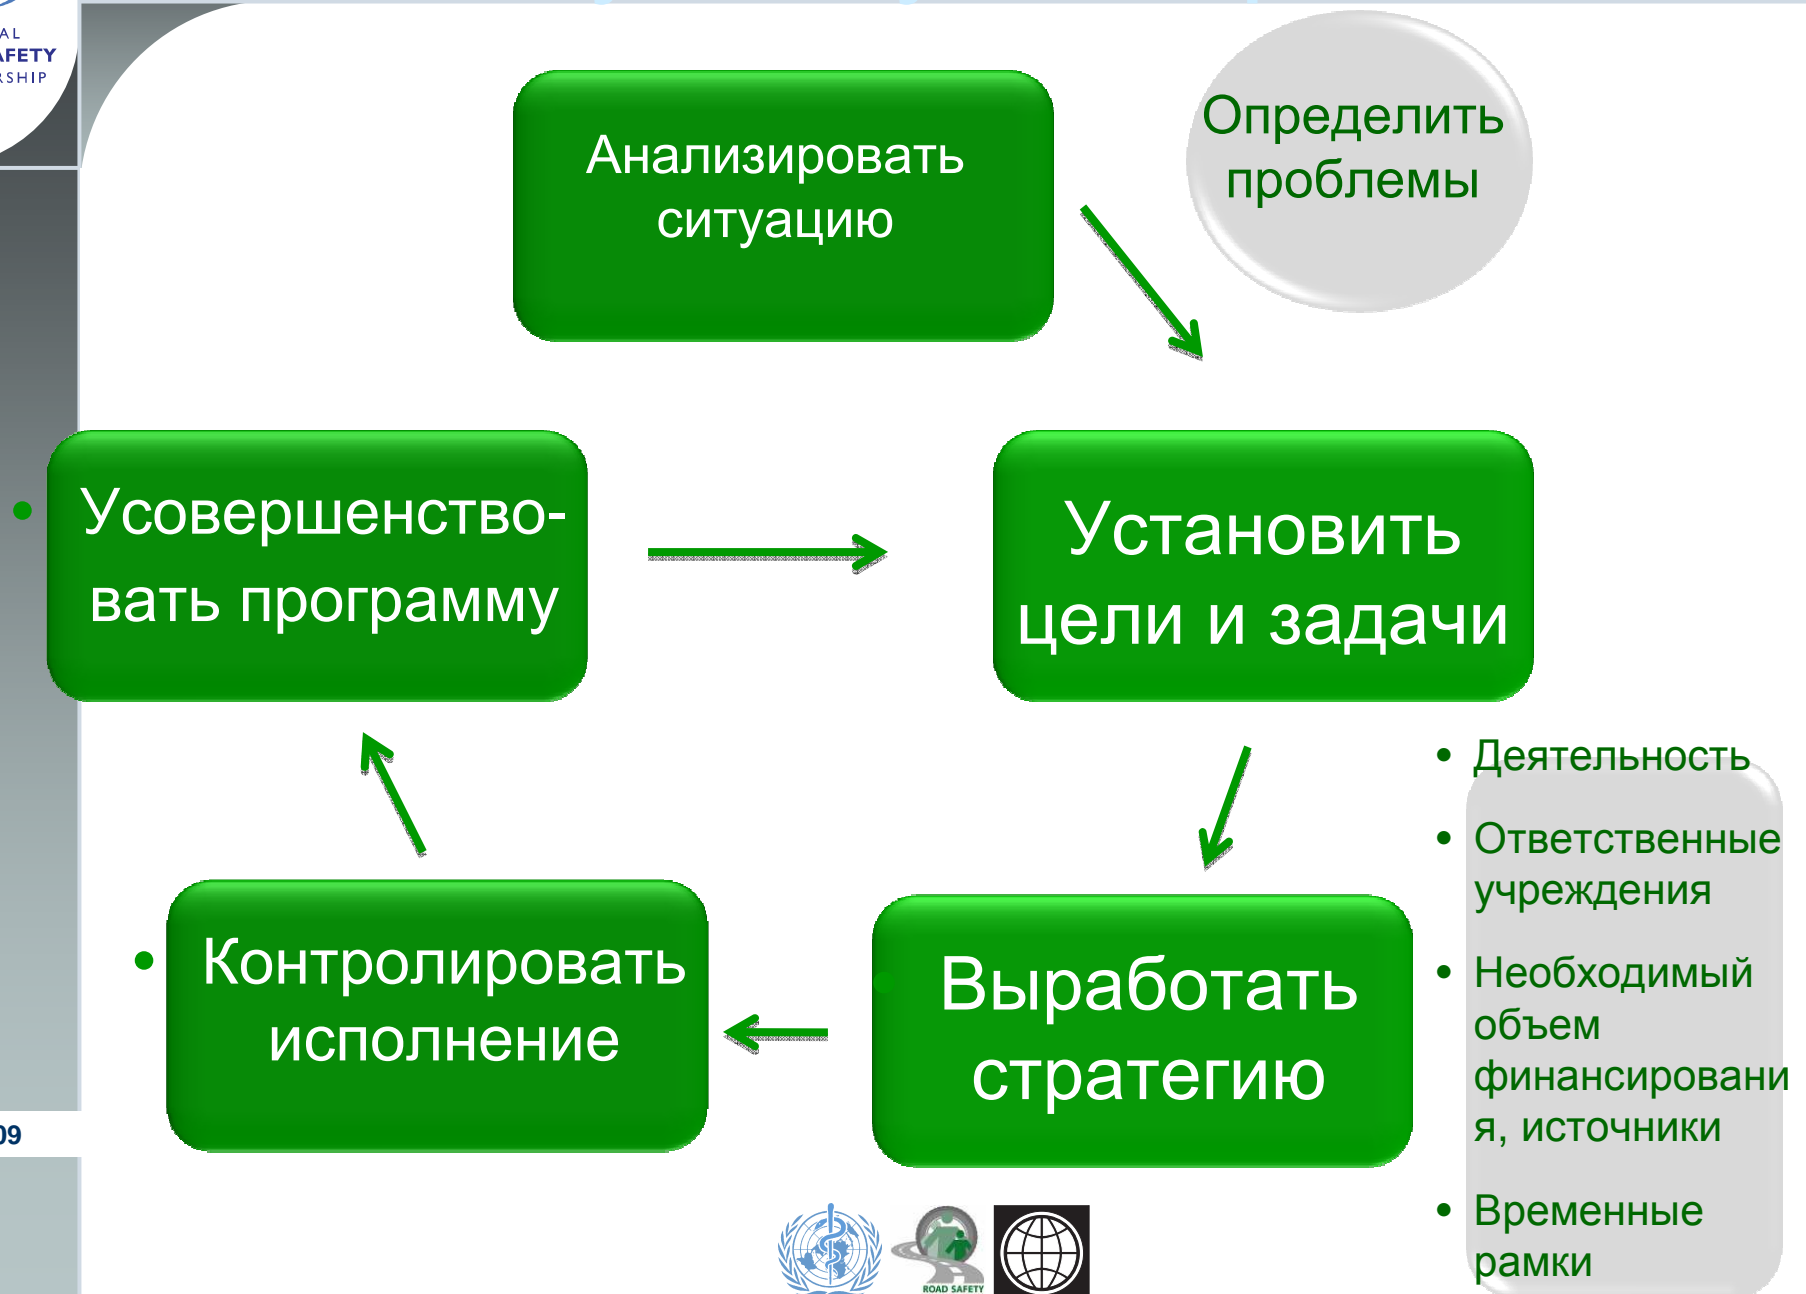 AL
AFETY
RSHIP
Анализировать
ситуацию
Определить
проблемы
• Усовершенство-
вать программу
Установить
цели и задачи
• Контролировать
исполнение
• Выработать
стратегию
• Деятельность
• Ответственные
учреждения
• Необходимый
объем
финансировани
я, источники
• Временные
рамки
09
ROAD SAFETY